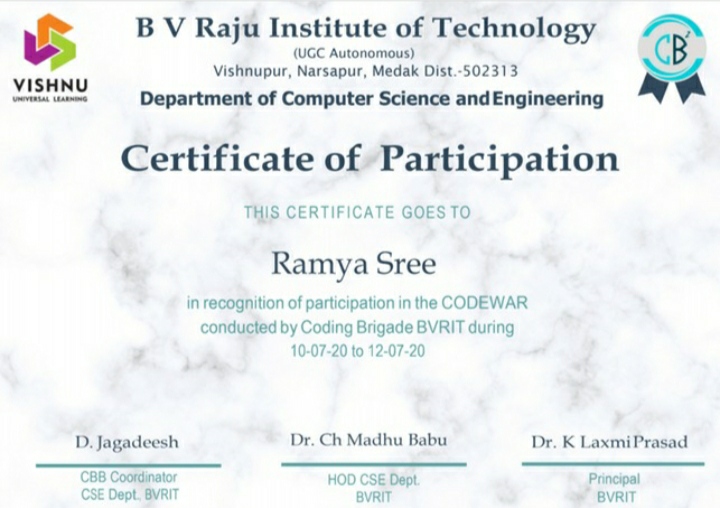 B V Raju Institute of Technology
(UGC Autonomous)
Vishnupur, Narsapur, Medak Dist.-502313
Department of Computer Science and Engineering
VISHNU
UNIVERSAL LEARNING
CB
Certificate of Participation
THIS CERTIFICATE GOES TO
Ramya Sree
in recognition of participation in the CODEWAR
conducted by Coding Brigade BVRIT during
10-07-20 to 12-07-20
D. Jagadeesh
CBB Coordinator
CSE Dept. BVRIT
Dr. Ch Madhu Babu
HOD CSE Dept.
BVRIT
Dr. K Laxmi Prasad
Principal
BVRIT